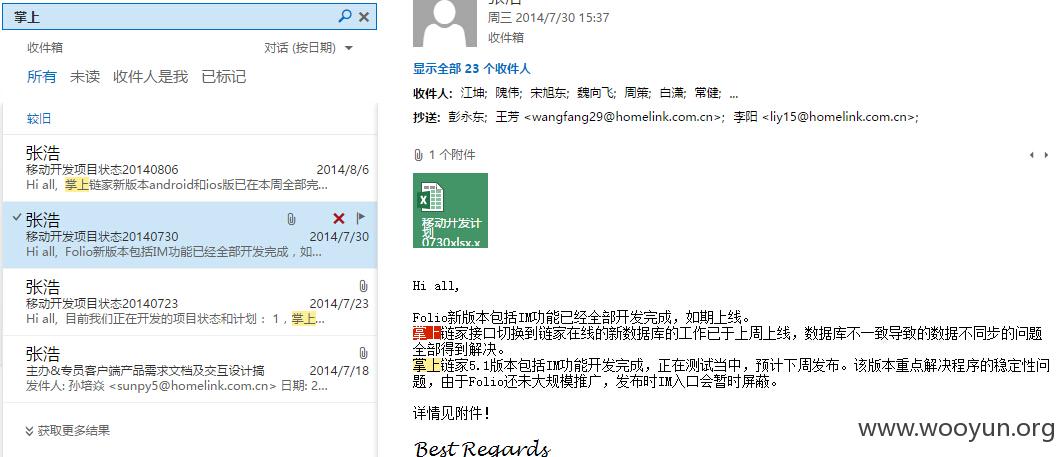 掌上
收件箱
对话 (按日期)
所有 未读 收件人是我 已标记
较旧
张浩
移动开发项目状态20140806 2014/8/6
Hi all, 掌上链家新版本android和ios版已在本周全部完...
张浩
移动开发项目状态20140730 2014/7/30
Hi all, Folio新版本包括IM功能已经全部开发完成，如...
张浩
移动开发项目状态20140723 2014/7/23
Hi all, 目前我们正在开发的项目状态和计划： 1，掌上...
张浩
主办&专员客户端产品需求文档及交互设计搞 2014/7/18
发件人: 孙培焱 <sunpy5@homelink.com.cn> 日期: 2...
获取更多结果
张浩
周三 2014/7/30 15:37
收件箱
显示全部 23 个收件人
收件人: 江坤; 隗伟; 宋旭东; 魏向飞; 周策; 白潇; 常健; ...
抄送: 彭永东; 王芳 <wangfang29@homelink.com.cn>; 李阳 <liy15@homelink.com.cn>;
1 个附件
移动开发计
划
0730xlsx.x
Hi all,
Folio新版本包括IM功能已经全部开发完成，如期上线。
掌上链家接口切换到链家在线的新数据库的工作已于上周上线，数据库不一致导致的数据不同步的问题
全部得到解决。
掌上链家5.1版本包括IM功能开发完成，正在测试当中，预计下周发布。该版本重点解决程序的稳定性问
题，由于Folio还未大规模推广，发布时IM入口会暂时屏蔽。
详情见附件！
Best Regards
www.wooyun.org